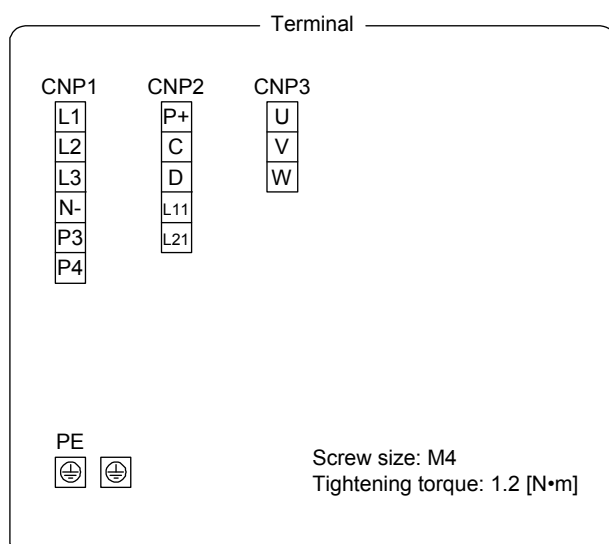 Terminal
CNP1 CNP2 CNP3
L1 P+ U
L2 C V
L3 D W
N- L11
P3 L21
P4
PE
Screw size: M4
Tightening torque: 1.2 [N•m]